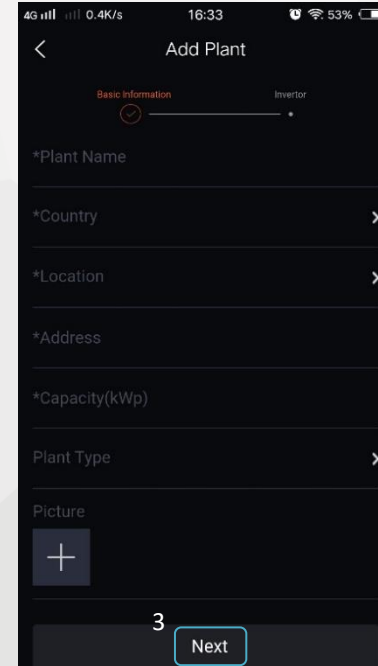 4G 0.4K/s 16:33 53%
Add Plant
Basic Information Invertor
*Plant Name
*Country
*Location
*Address
*Capacity(kWp)
Plant Type
Picture
3
Next